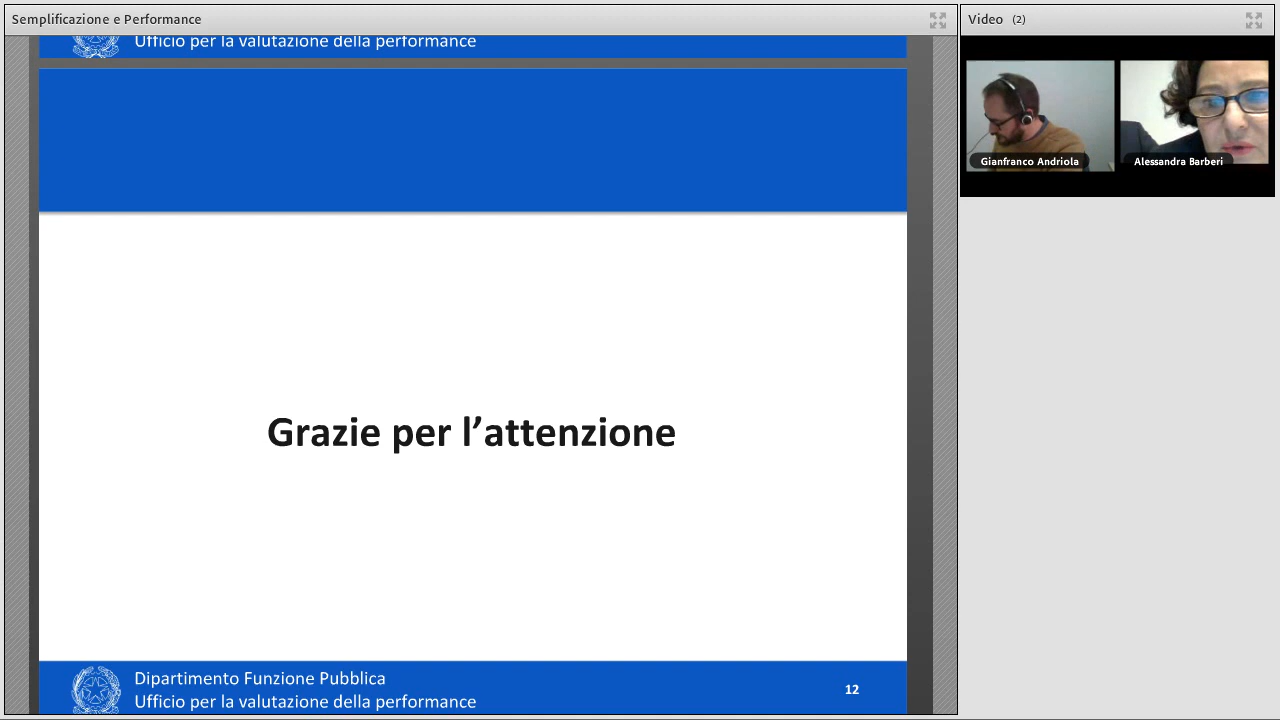 Semplificazione e Performance
Video (2)
Ufficio per la valutazione della performance
Gianfranco Andriola
Alessandra Barberi
Grazie per l’attenzione
Dipartimento Funzione Pubblica
Ufficio per la valutazione della performance
12